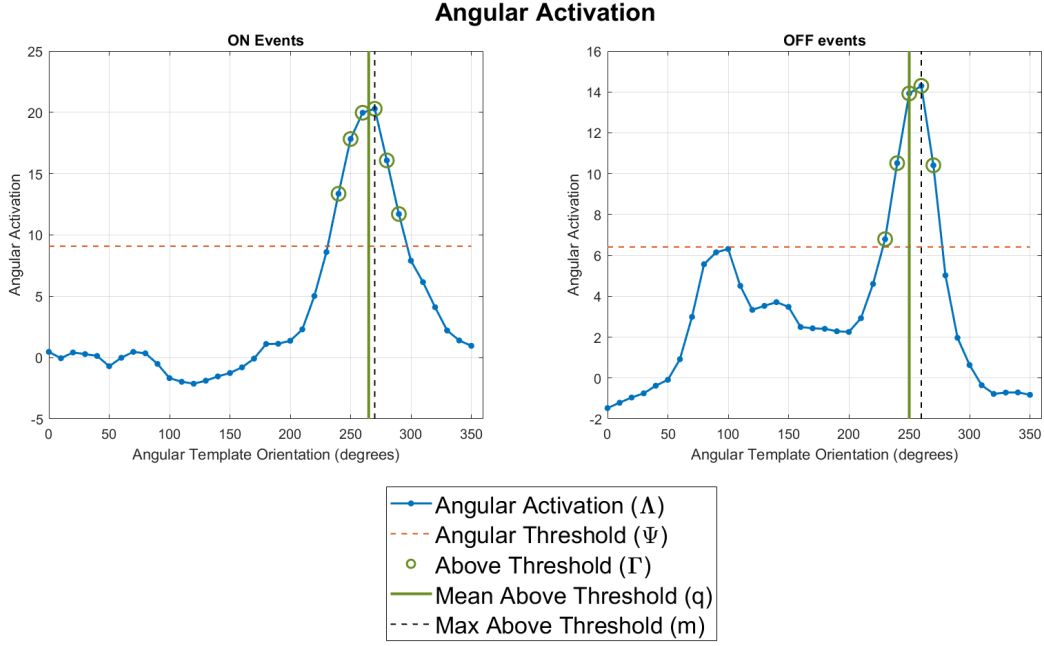 Angular Activation
ON Events
25
20
15
10
5
0
-5
0 50 100 150 200 250 300 350
Angular Activation
Angular Template Orientation (degrees)
OFF events
16
14
12
10
8
6
4
2
0
-2
0 50 100 150 200 250 300 350
Angular Activation
Angular Template Orientation (degrees)
Angular Activation (Λ)
Angular Threshold (Ψ)
Above Threshold (Γ)
Mean Above Threshold (q)
Max Above Threshold (m)